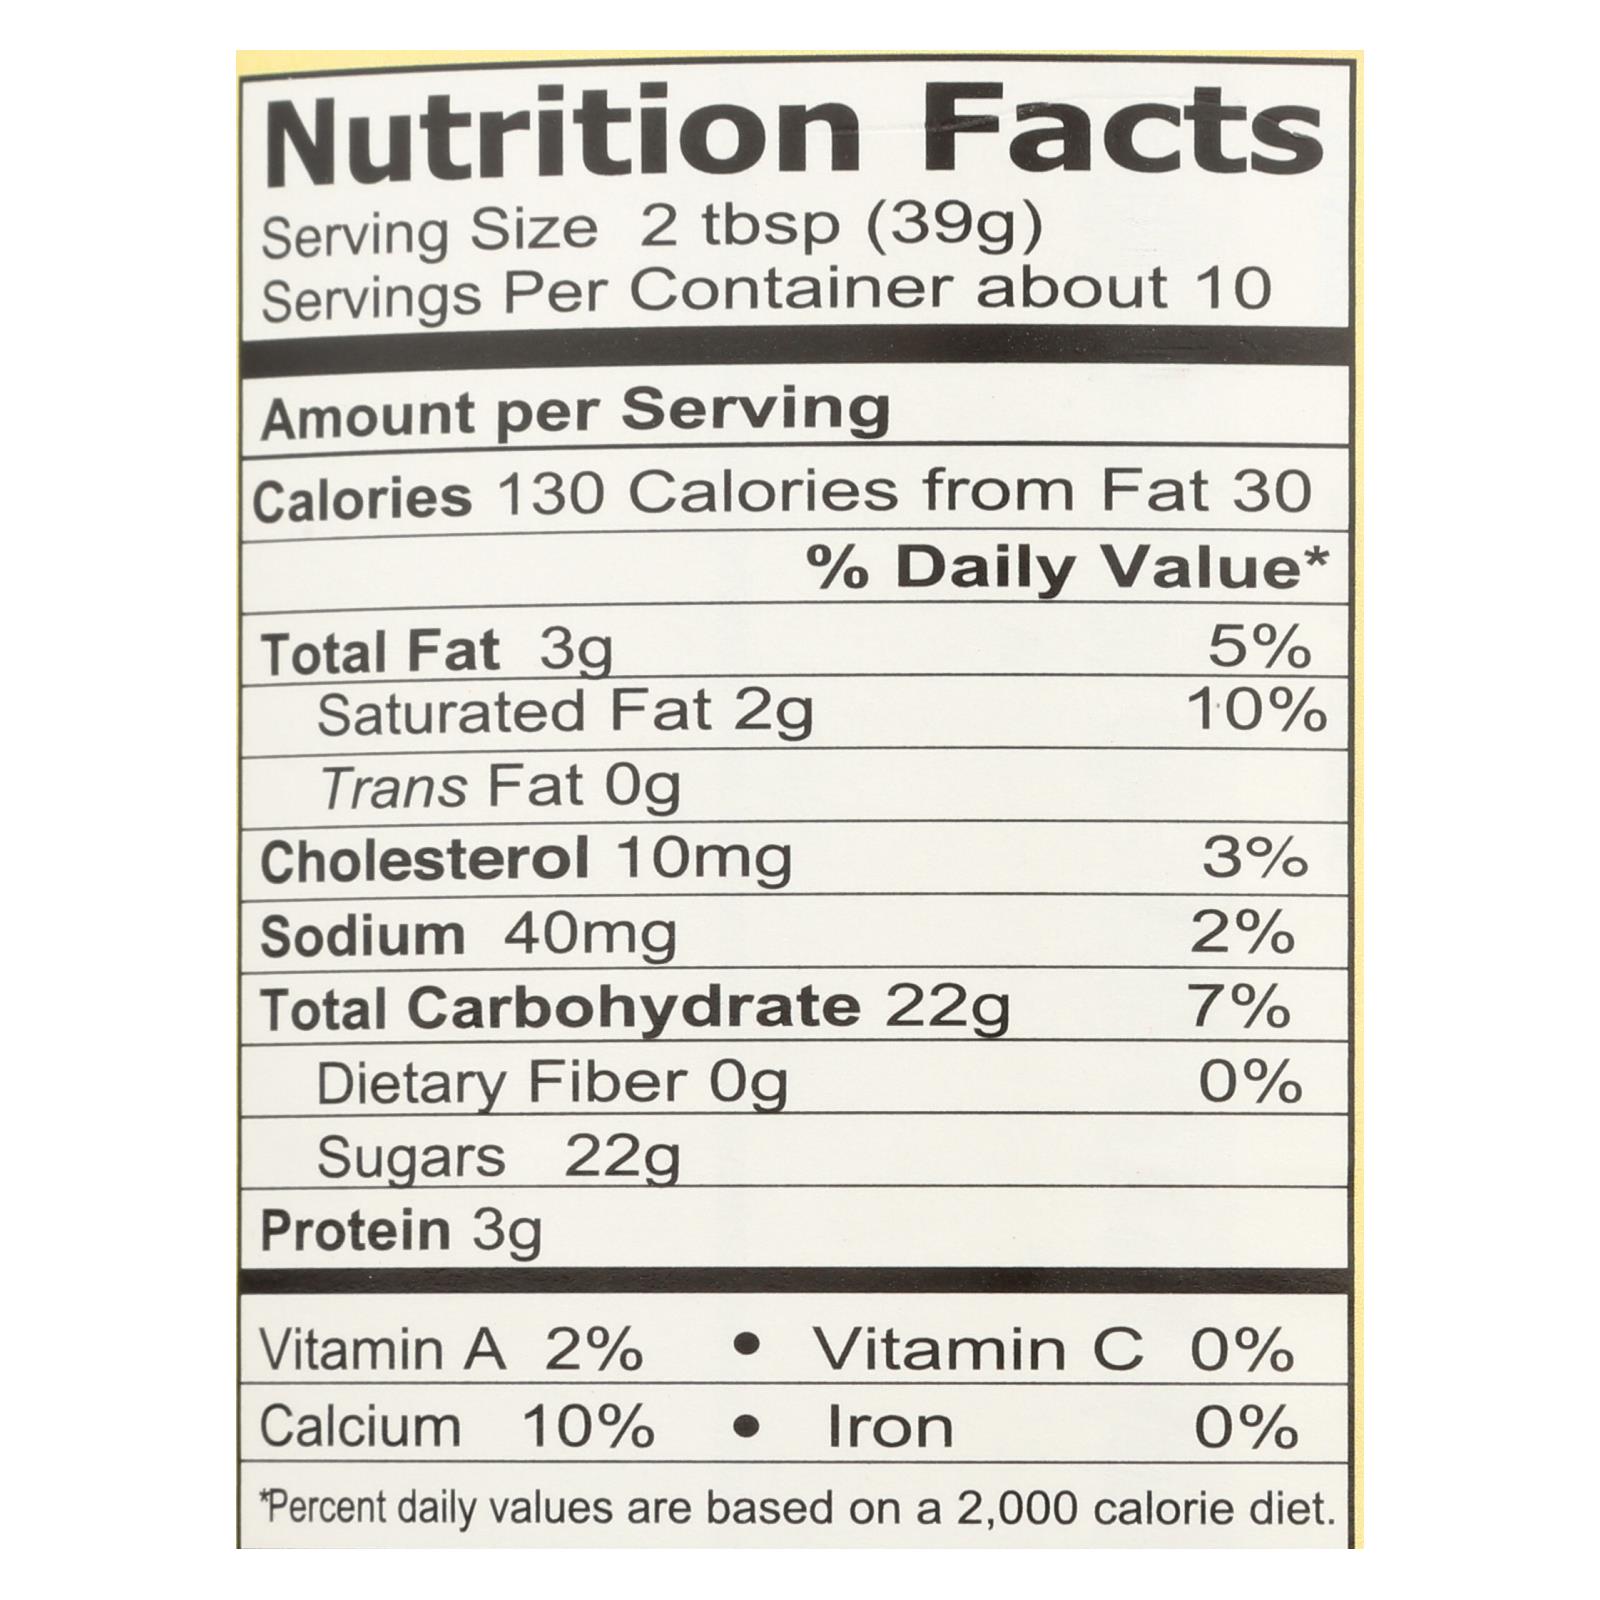 Nutrition Facts
Serving Size 2 tbsp (39g)
Servings Per Container about 10
Amount per Serving
Calories 130 Calories from Fat 30
% Daily Value*
Total Fat 3g 5%
Saturated Fat 2g 10%
Trans Fat 0g
Cholesterol 10mg 3%
Sodium 40mg 2%
Total Carbohydrate 22g 7%
Dietary Fiber 0g 0%
Sugars 22g
Protein 3g
Vitamin A 2% • Vitamin C 0%
Calcium 10% • Iron 0%
*Percent daily values are based on a 2,000 calorie diet.